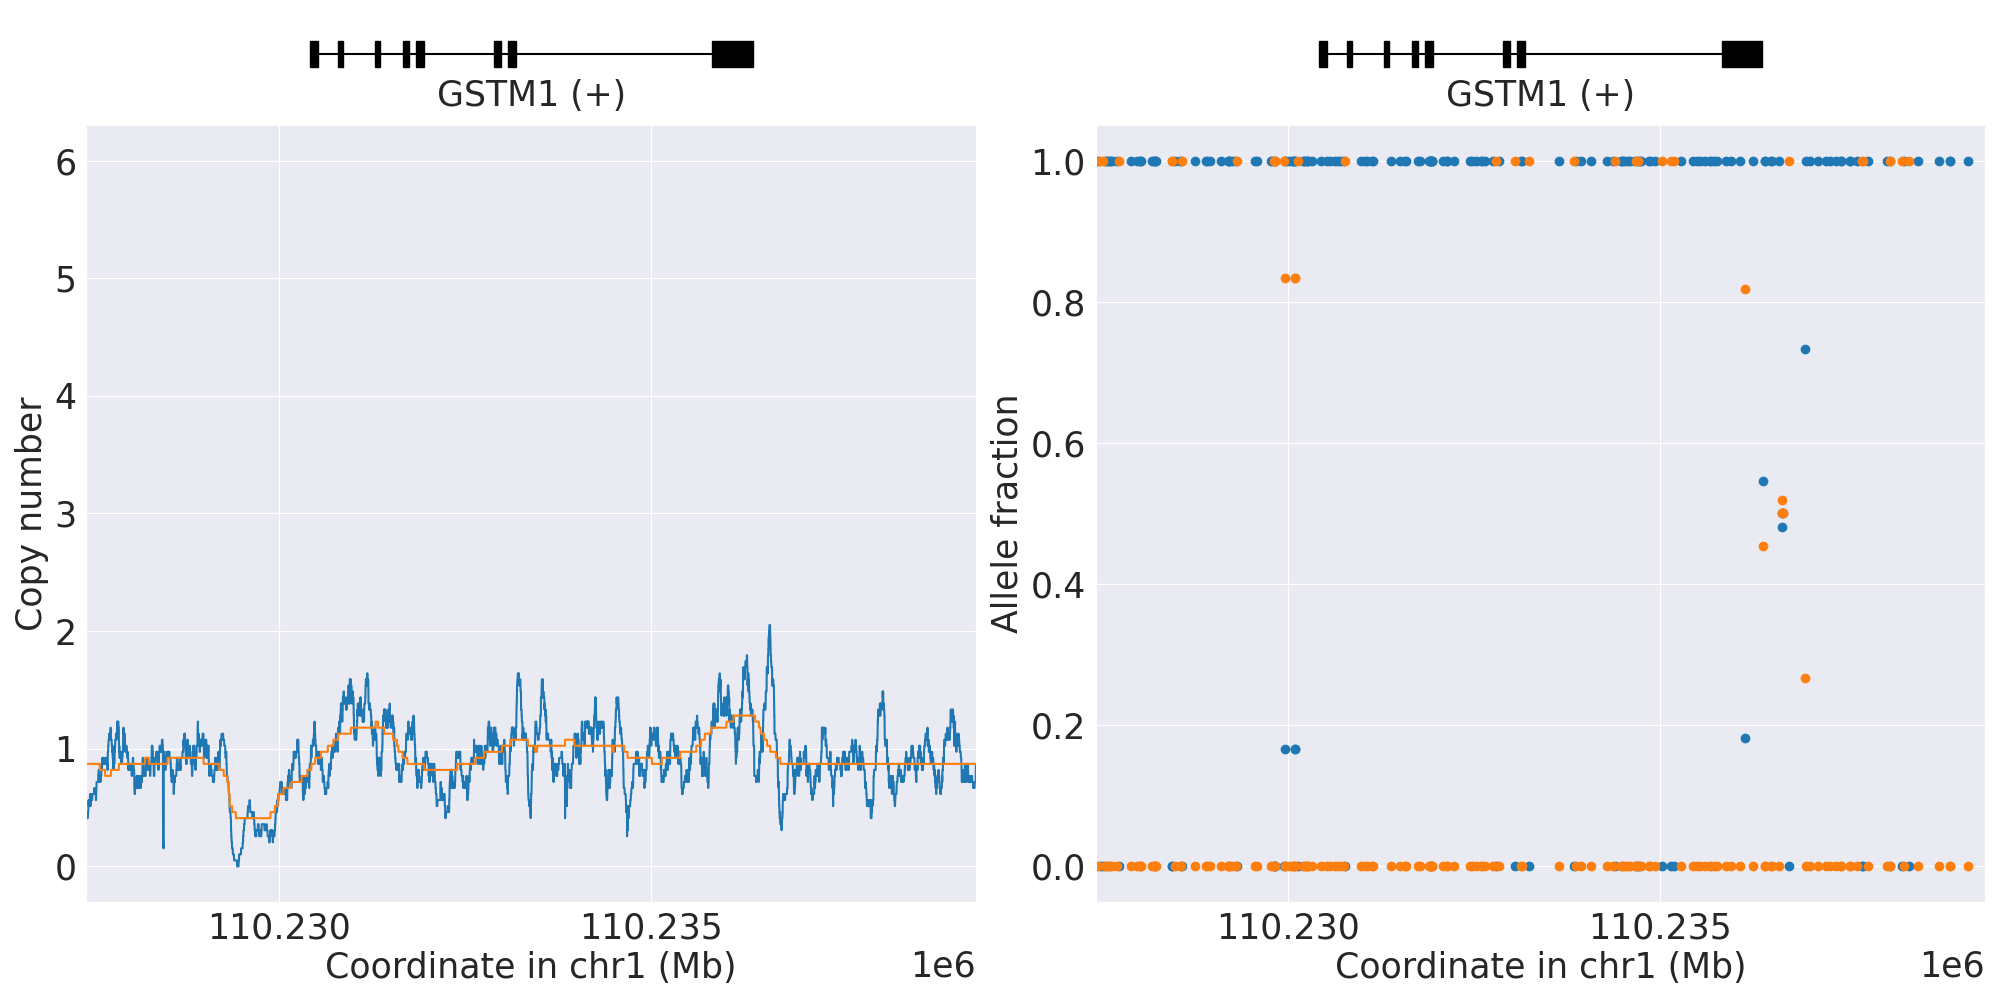 GSTM1 (+)
GSTM1 (+)
6
5
4
3
2
1
0
Copy number
110.230
110.235
Coordinate in chr1 (Mb)
1e6
1.0
0.8
0.6
0.4
0.2
0.0
Allele fraction
110.230
110.235
Coordinate in chr1 (Mb)
1e6